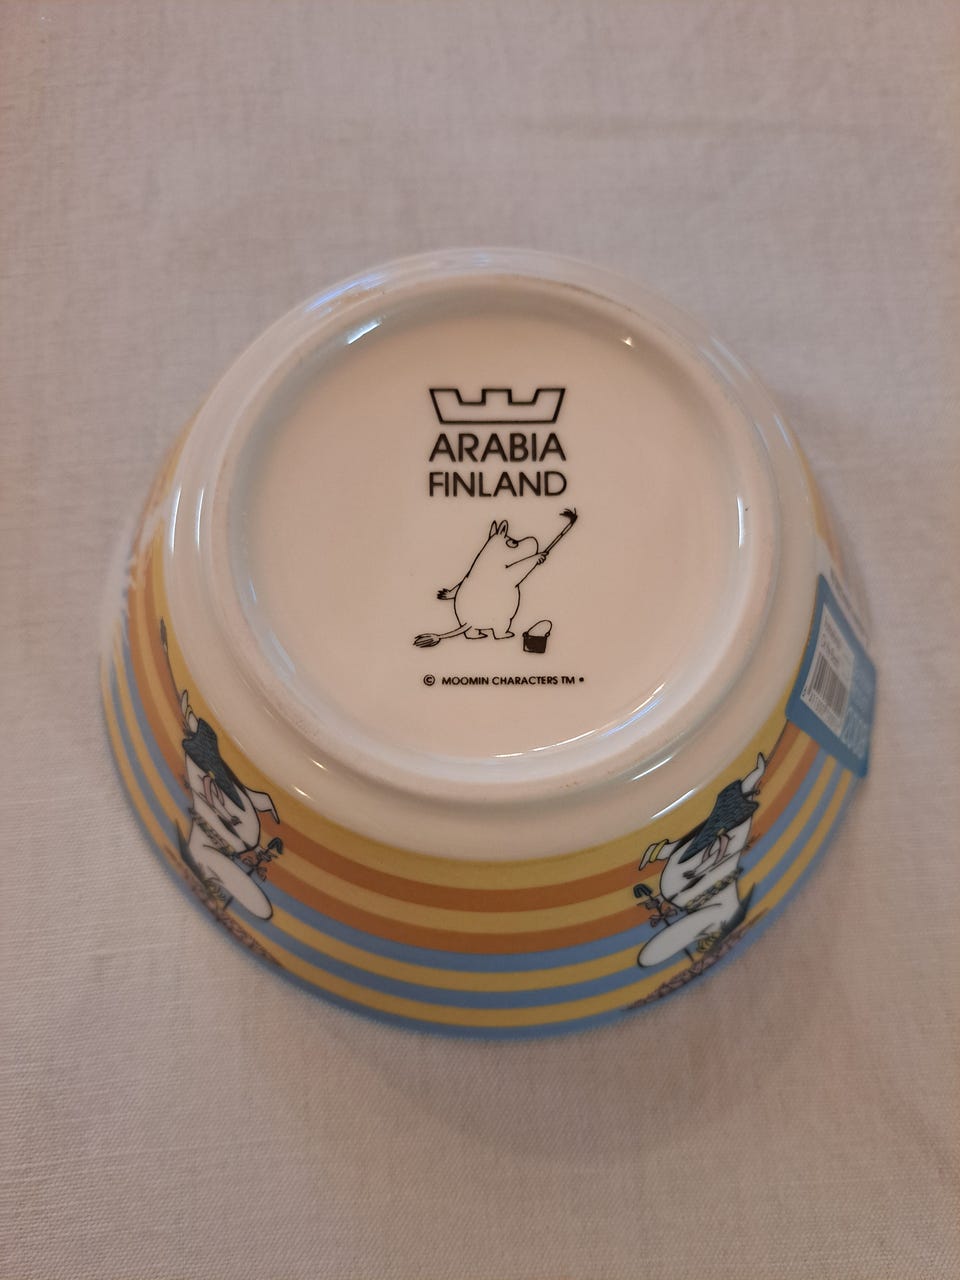 ARABIA
FINLAND
© MOOMIN CHARACTERS TM •